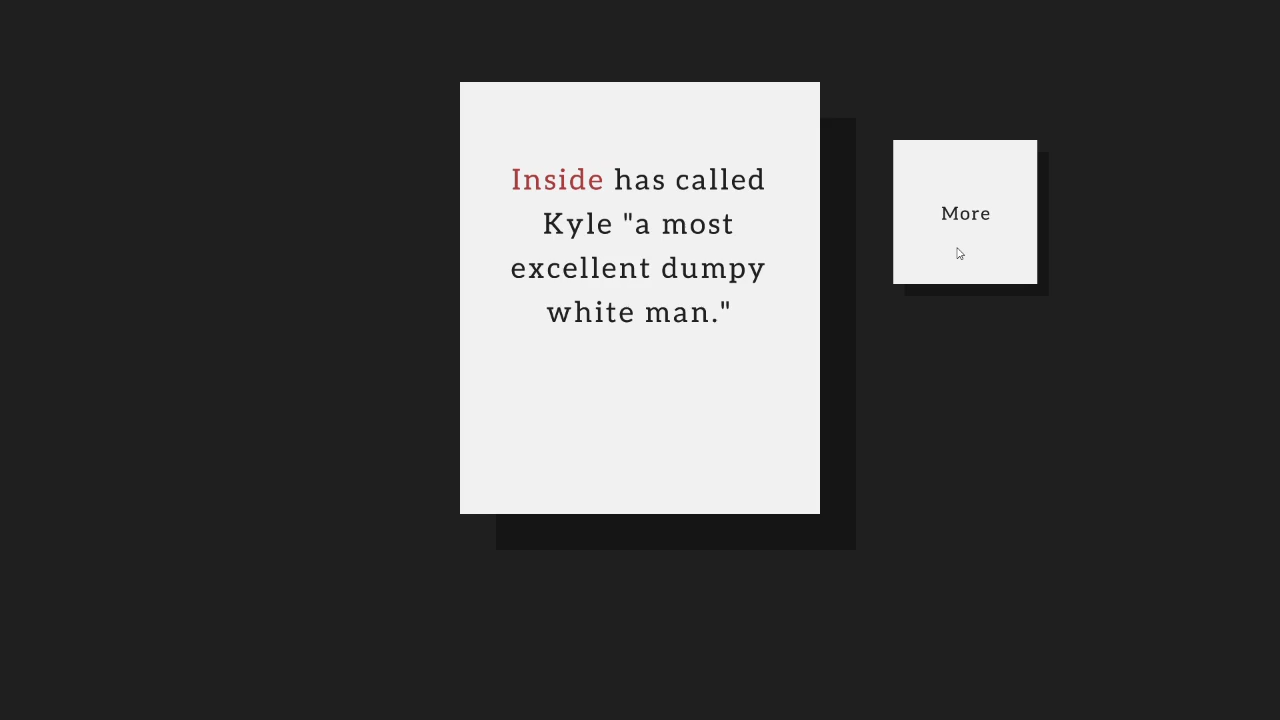 Inside has called
Kyle "a most
excellent dumpy
white man."
More